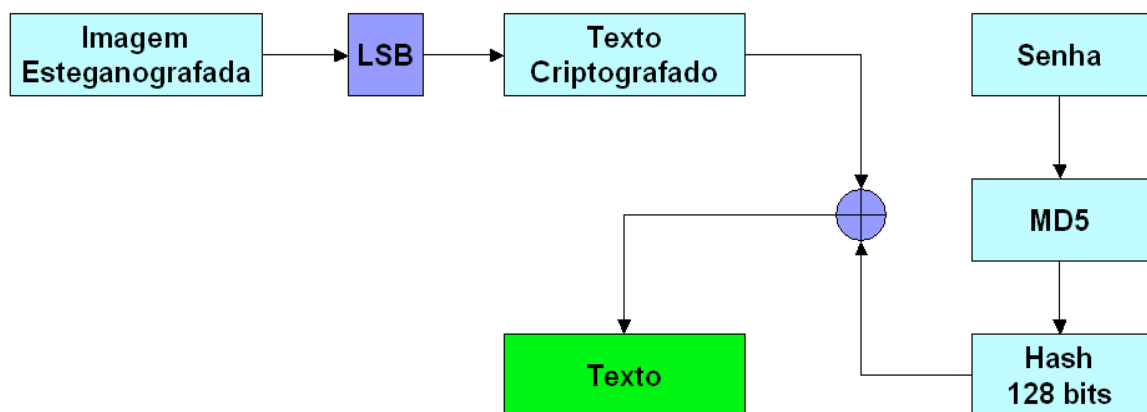 Imagem
Esteganografada
LSB
Texto
Criptografado
Senha
MD5
Texto
Hash
128 bits